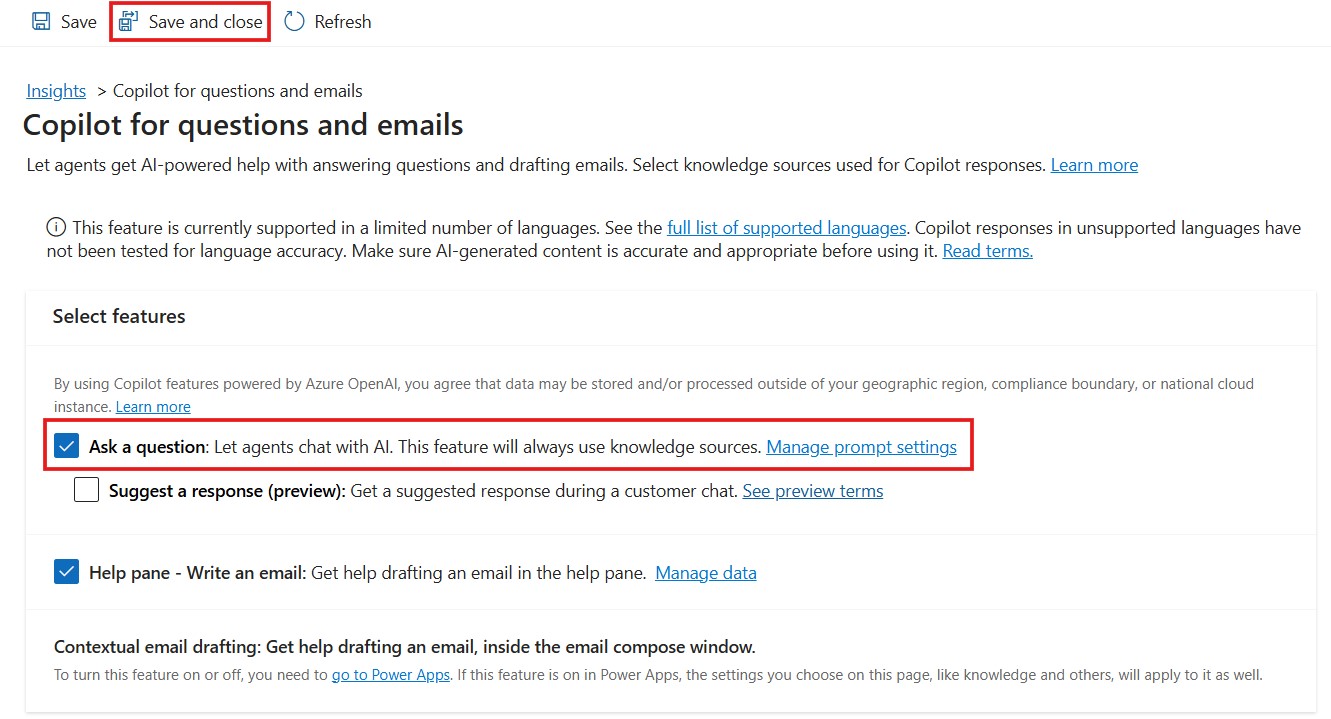 Save Save and close Refresh
Insights > Copilot for questions and emails
Copilot for questions and emails
Let agents get AI-powered help with answering questions and drafting emails. Select knowledge sources used for Copilot responses. Learn more
This feature is currently supported in a limited number of languages. See the full list of supported languages. Copilot responses in unsupported languages have
not been tested for language accuracy. Make sure AI-generated content is accurate and appropriate before using it. Read terms.
Select features
By using Copilot features powered by Azure OpenAI, you agree that data may be stored and/or processed outside of your geographic region, compliance boundary, or national cloud
instance. Learn more
Ask a question: Let agents chat with AI. This feature will always use knowledge sources. Manage prompt settings
Suggest a response (preview): Get a suggested response during a customer chat. See preview terms
Help pane - Write an email: Get help drafting an email in the help pane. Manage data
Contextual email drafting: Get help drafting an email, inside the email compose window.
To turn this feature on or off, you need to go to Power Apps. If this feature is on in Power Apps, the settings you choose on this page, like knowledge and others, will apply to it as well.